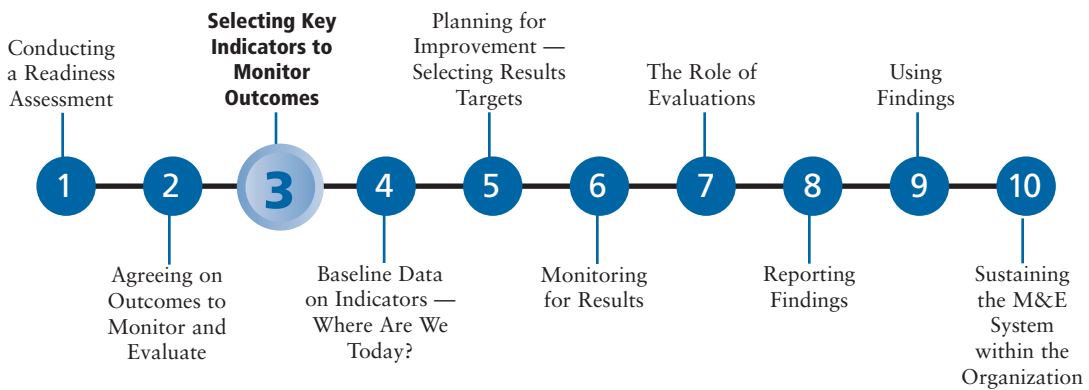 Conducting
a Readiness
Assessment
Selecting Key
Indicators to
Monitor
Outcomes
Planning for
Improvement —
Selecting Results
Targets
The Role of
Evaluations
Using
Findings
1
2
3
4
5
6
7
8
9
10
Agreeing on
Outcomes to
Monitor and
Evaluate
Baseline Data
on Indicators —
Where Are We
Today?
Monitoring
for Results
Reporting
Findings
Sustaining
the M&E
System
within the
Organization